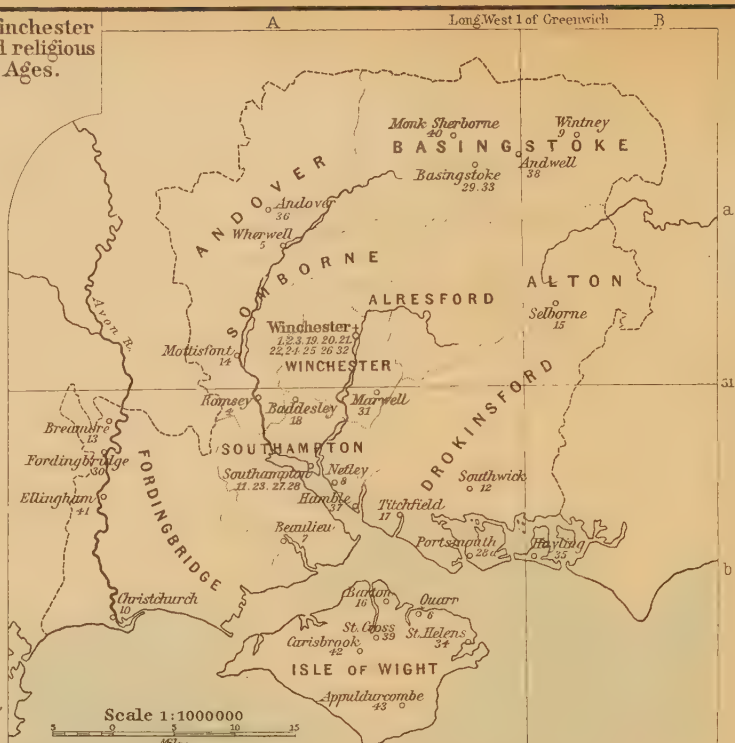 inchester
d religious
Ages.
A
Long. West 1 of Greenwich
B
Monk Sherborne
40
Wintney
9
BASINGSTOKE
Basingstoke
29. 33
Andwell
38
ANDOVER
Andover
36
a
Wherwell
5
SOMBORNE
ALTON
ALRESFORD
Selborne
15
Avon R.
Winchester
1. 2. 3. 19. 20. 21.
22. 24. 25 26 32
Mottisfont
14
WINCHESTER
51
Romsey
4
Baddesley
18
Marwell
31
DROKINSFORD
Breamore
13
Fordingbridge
30
FORDINGBRIDGE
SOUTHAMPTON
Southampton
11. 23. 27. 28
Netley
8
Southwick
12
Ellingham
41
Hamble
37
Titchfield
17
Beaulieu
7
Portsmouth
28a
Hayling
35
b
Christchurch
10
Barton
16
Quarr
6
St. Cross
39
St. Helens
34
Carisbrook
42
ISLE OF WIGHT
Appuldurcombe
43
Scale 1:1000000
5 0 5 10 15
Miles